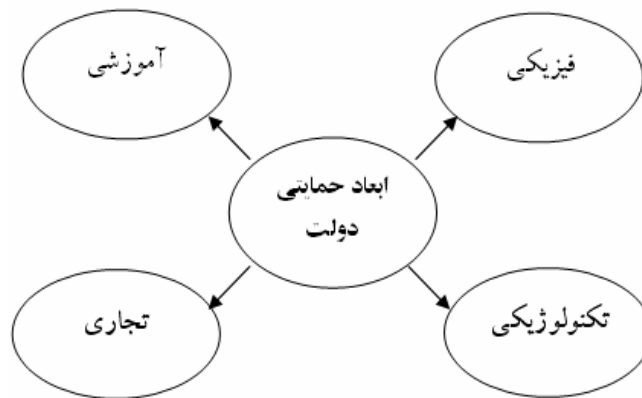 فیزیکی
آموزشی
ابعاد حمایتی
دولت
تکنولوژیکی
تجاری